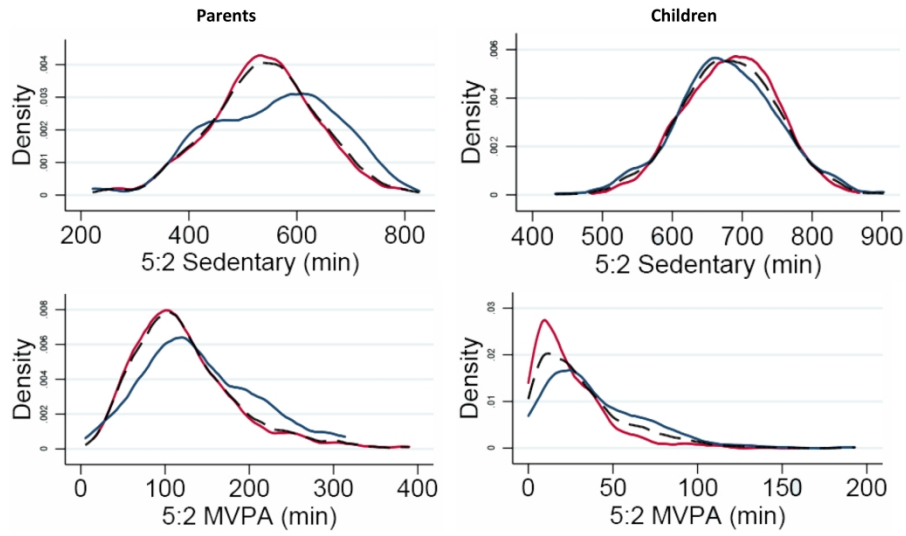 Parents
Children
Density
.004
.003
.002
.001
0
200 400 600 800
5:2 Sedentary (min)
Density
.006
.004
.002
0
400 500 600 700 800 900
5:2 Sedentary (min)
Density
.008
.006
.004
.002
0
0 100 200 300 400
5:2 MVPA (min)
Density
.03
.02
.01
0
0 50 100 150 200
5:2 MVPA (min)